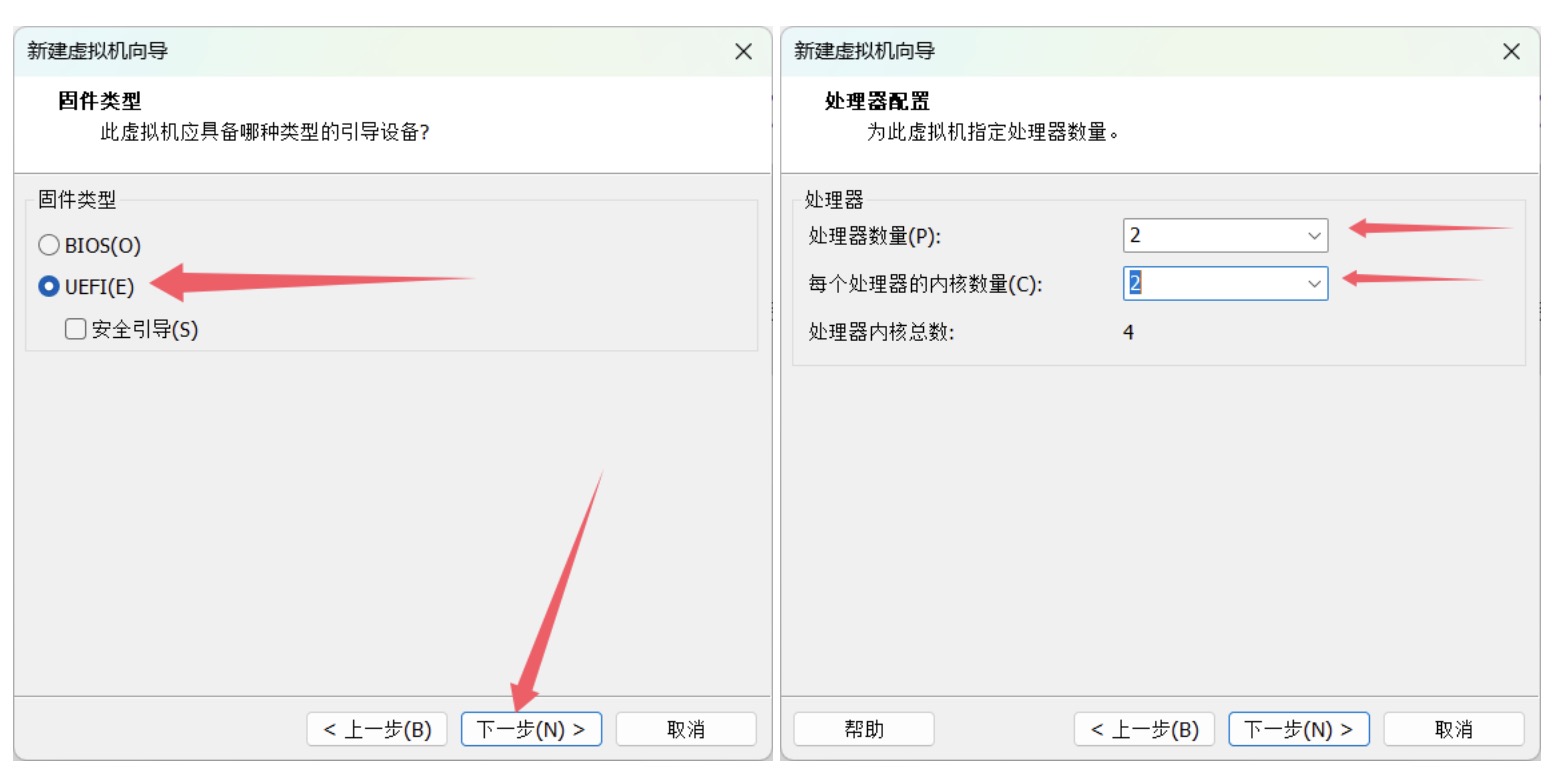 新建虚拟机向导
固件类型
此虚拟机应具备哪种类型的引导设备?
固件类型
BIOS(O)
UEFI(E)
安全引导(S)
< 上一步(B)
下一步(N) >
取消
新建虚拟机向导
处理器配置
为此虚拟机指定处理器数量。
处理器
处理器数量(P): 2
每个处理器的内核数量(C): 2
处理器内核总数: 4
帮助
< 上一步(B)
下一步(N) >
取消